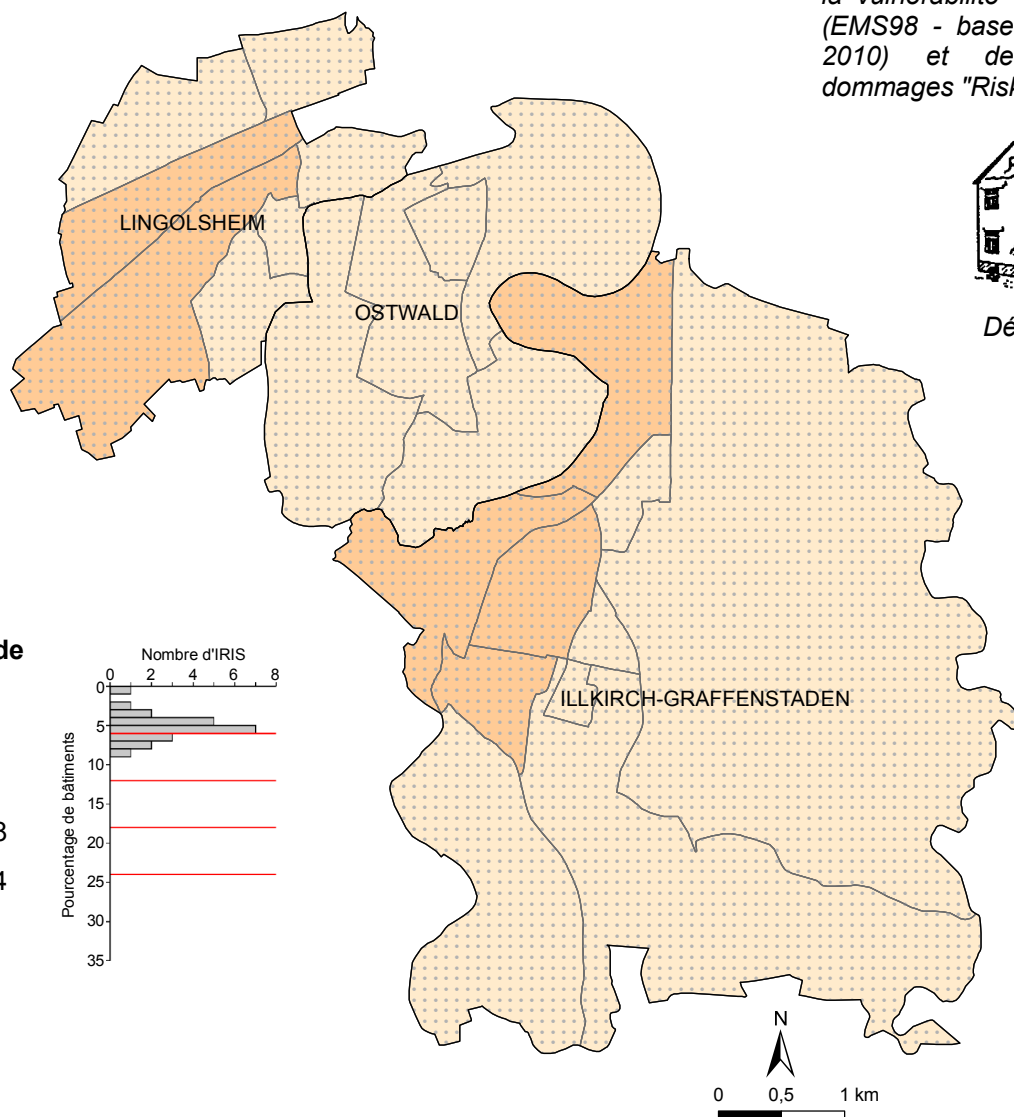 la vulnérabilité
(EMS98 - base
2010) et de
dommages "Risk
LINGOLSHEIM
OSTWALD
Dé
de
Nombre d'IRIS
0 2 4 6 8
0
5
10
15
20
25
30
35
Pourcentage de bâtiments
3
4
ILLKIRCH-GRAFFENSTADEN
N
0 0,5 1 km